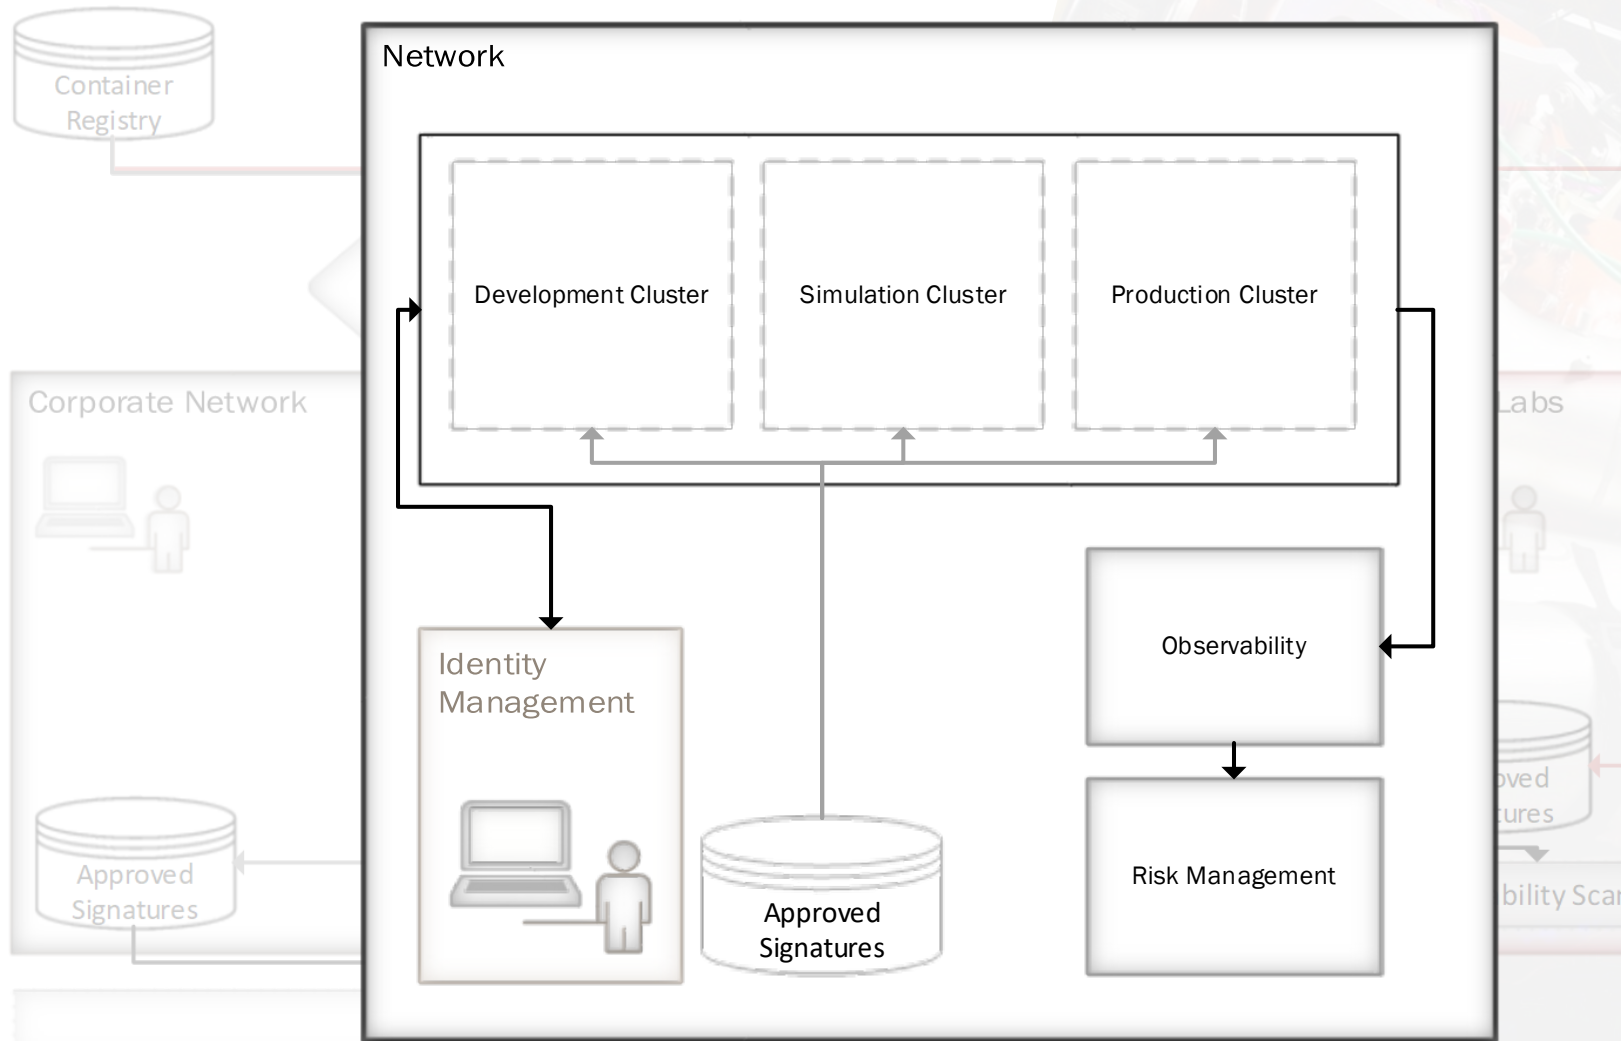 Container
Registry
Network
Development Cluster
Simulation Cluster
Production Cluster
Corporate Network
Labs
Identity
Management
Observability
Approved
Signatures
Approved
Signatures
Risk Management